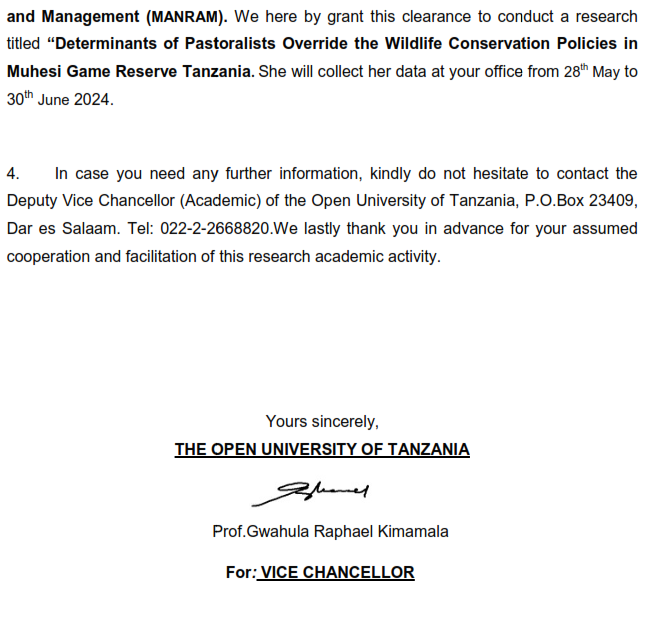 and Management (MANRAM). We here by grant this clearance to conduct a research
titled “Determinants of Pastoralists Override the Wildlife Conservation Policies in
Muhesi Game Reserve Tanzania. She will collect her data at your office from 28th May to
30th June 2024.
4. In case you need any further information, kindly do not hesitate to contact the
Deputy Vice Chancellor (Academic) of the Open University of Tanzania, P.O.Box 23409,
Dar es Salaam. Tel: 022-2-2668820.We lastly thank you in advance for your assumed
cooperation and facilitation of this research academic activity.
Yours sincerely,
THE OPEN UNIVERSITY OF TANZANIA
Prof.Gwahula Raphael Kimamala
For: VICE CHANCELLOR